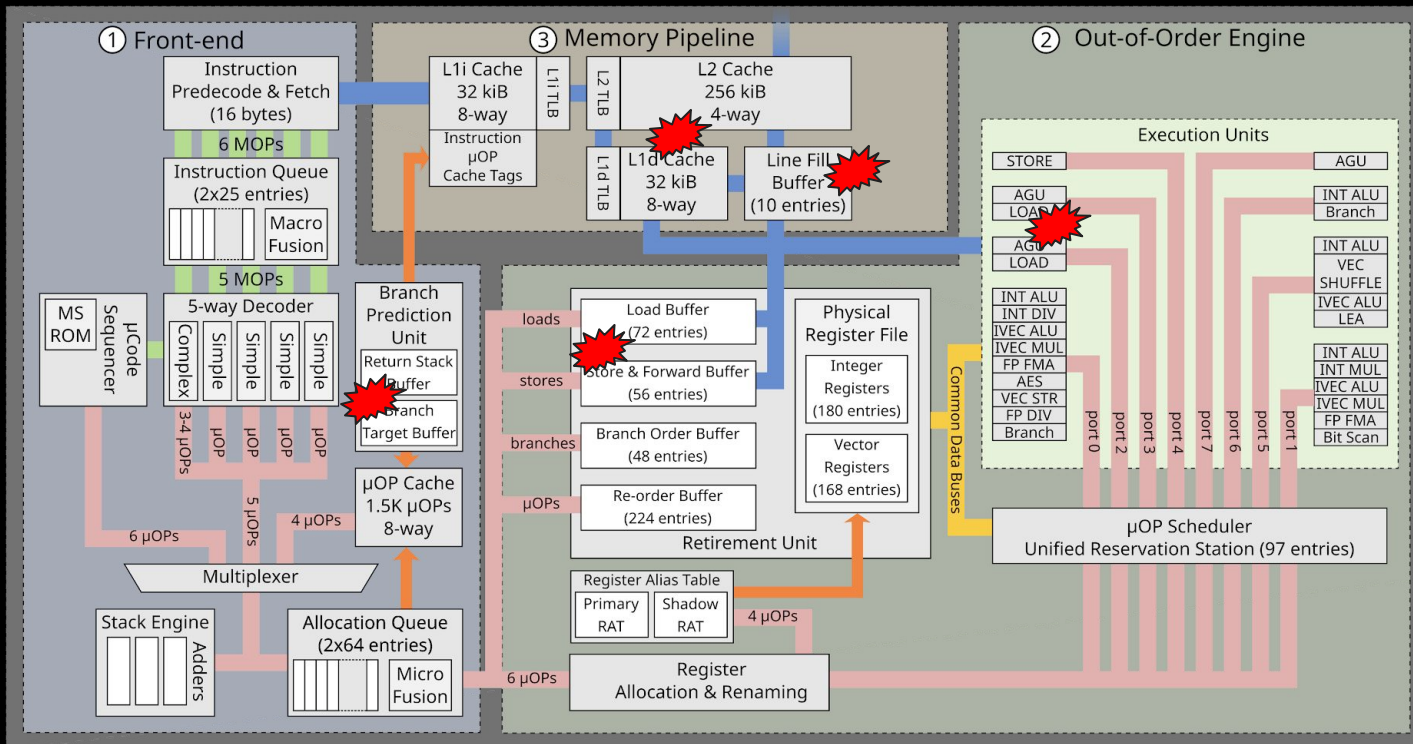 1 Front-end
Instruction
Predecode & Fetch
(16 bytes)
6 MOPs
Instruction Queue
(2x25 entries)
Macro
Fusion
5 MOPs
MS
ROM
µCode
Sequencer
5-way Decoder
Complex
Simple
Simple
Simple
Simple
3-4 µOPs
µOP
µOP
µOP
µOP
Branch
Prediction
Unit
Return Stack
Buffer
Branch
Target Buffer
µOP Cache
1.5K µOPs
8-way
6 µOPs
5 µOPs
4 µOPs
Multiplexer
Stack Engine
Adders
Allocation Queue
(2x64 entries)
Micro
Fusion
6 µOPs
3 Memory Pipeline
L1i Cache
32 kiB
8-way
L1i TLB
Instruction
µOP
Cache Tags
L2 TLB
L2 Cache
256 kiB
4-way
L1d TLB
L1d Cache
32 kiB
8-way
Line Fill
Buffer
(10 entries)
2 Out-of-Order Engine
loads
stores
branches
µOPs
Load Buffer
(72 entries)
Store & Forward Buffer
(56 entries)
Branch Order Buffer
(48 entries)
Re-order Buffer
(224 entries)
Physical
Register File
Integer
Registers
(180 entries)
Vector
Registers
(168 entries)
Retirement Unit
Register Alias Table
Primary
RAT
Shadow
RAT
4 µOPs
Register
Allocation & Renaming
Common Data Buses
Execution Units
STORE
AGU
LOAD
AGU
LOAD
INT ALU
INT DIV
IVEC ALU
IVEC MUL
FP FMA
AES
VEC STR
FP DIV
Branch
port 0
port 2
port 3
port 4
port 7
port 6
port 5
port 1
AGU
INT ALU
Branch
INT ALU
VEC
SHUFFLE
IVEC ALU
LEA
INT ALU
INT MUL
IVEC ALU
IVEC MUL
FP FMA
Bit Scan
µOP Scheduler
Unified Reservation Station (97 entries)